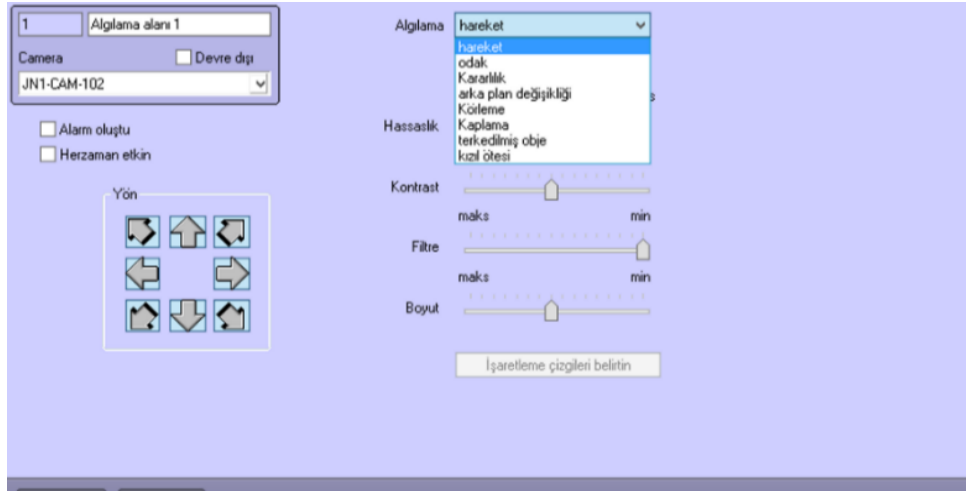 1
Algılama alanı 1
Camera
Devre dışı
JN1-CAM-102
Alarm oluştu
Herzaman etkin
Yön
Algılama
hareket
hareket
odak
Kararlılık
arka plan değişikliği
Körleme
Kaplama
terkedilmiş obje
kızıl ötesi
s
Hassaslık
Kontrast
maks
min
Filtre
maks
min
Boyut
İşaretleme çizgileri belirtin